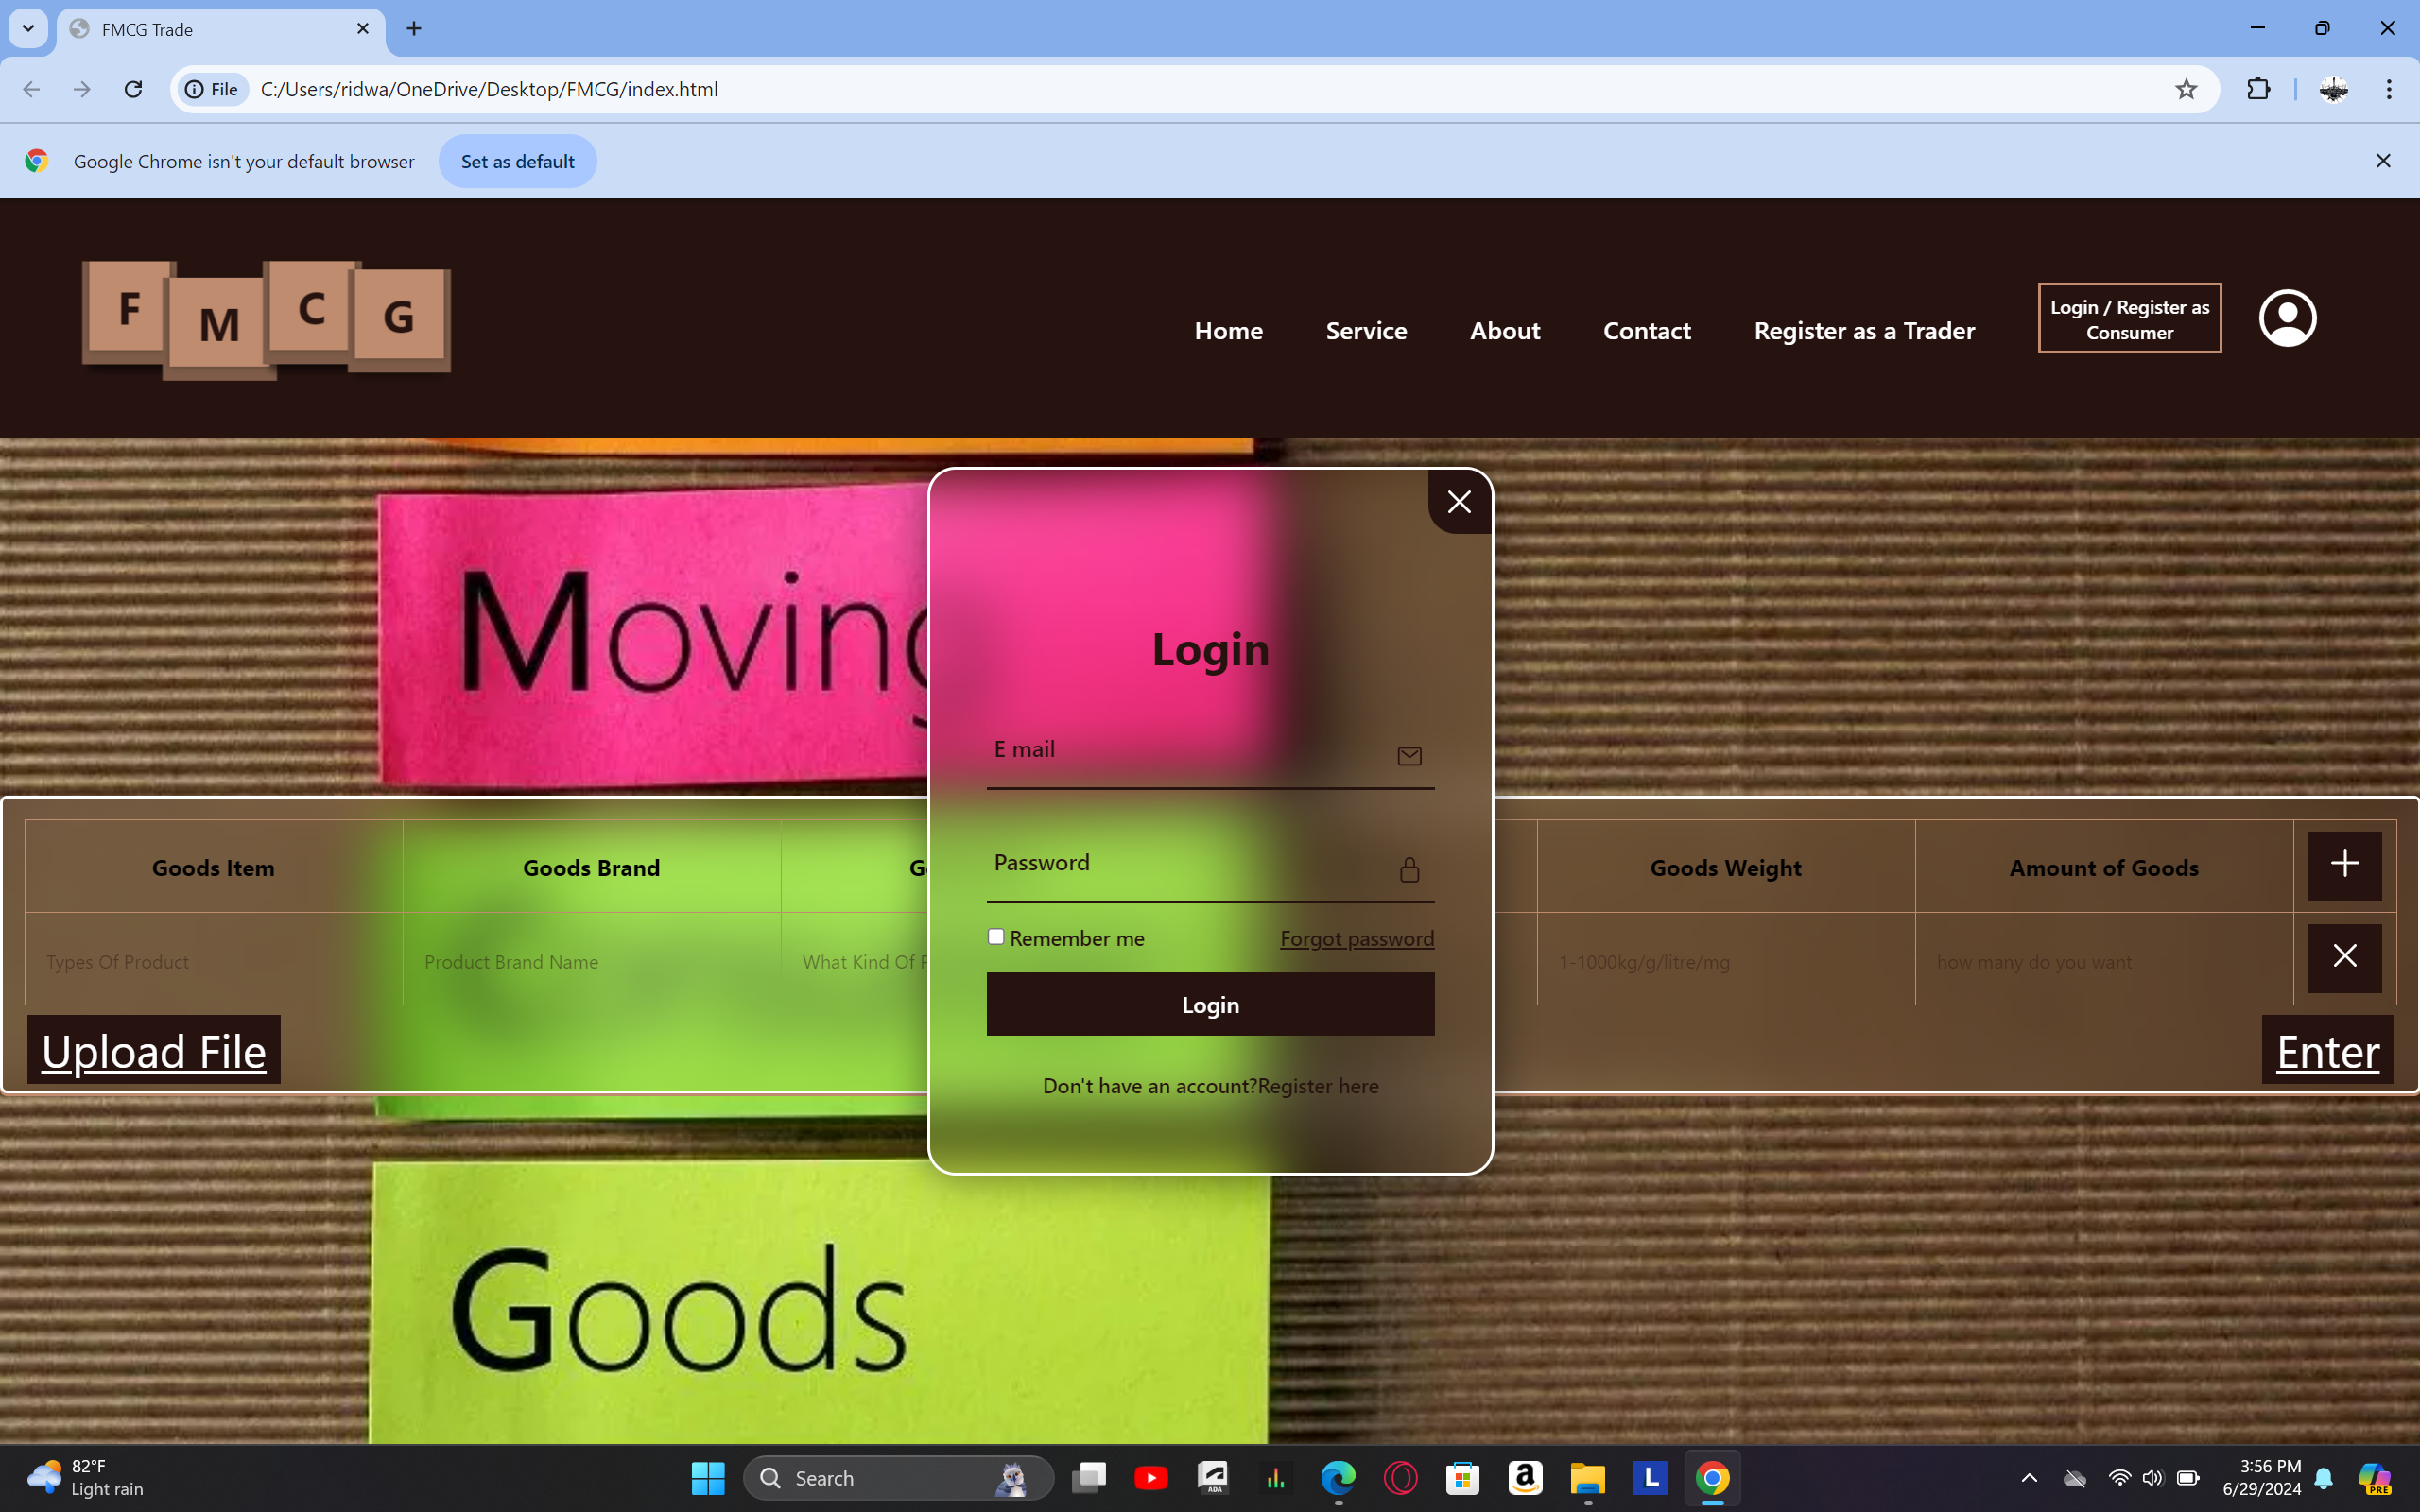 FMCG Trade
File
C:/Users/ridwa/OneDrive/Desktop/FMCG/index.html
Google Chrome isn't your default browser
Set as default
F M C G
Home
Service
About
Contact
Register as a Trader
Login / Register as
Consumer
Moving
Login
E mail
Password
Remember me
Forgot password
Login
Don't have an account?Register here
Goods Item
Goods Brand
Goods Weight
Amount of Goods
Types Of Product
Product Brand Name
What Kind Of
1-1000kg/g/litre/mg
how many do you want
Upload File
Enter
Goods
82°F
Light rain
Search
ADA
a
L
3:56 PM
6/29/2024
PRE